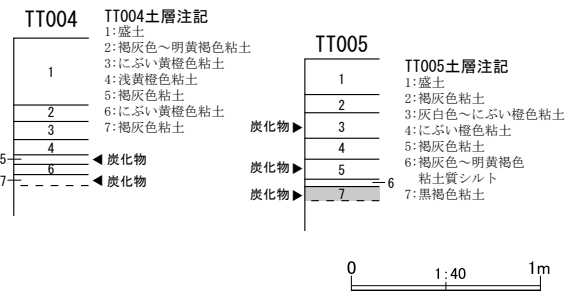 TT004
TT004土層注記
1:盛土
2:褐灰色～明黄褐色粘土
3:にぶい黄橙色粘土
4:浅黄橙色粘土
5:褐灰色粘土
6:にぶい黄橙色粘土
7:褐灰色粘土
1
2
3
4
5
◀ 炭化物
6
7
◀ 炭化物
TT005
TT005土層注記
1:盛土
2:褐灰色粘土
3:灰白色～にぶい橙色粘土
4:にぶい橙色粘土
5:褐灰色粘土
6:褐灰色～明黄褐色
粘土質シルト
7:黒褐色粘土
1
2
炭化物▶ 3
4
炭化物▶ 5
6
炭化物▶ 7
0 1:40 1m